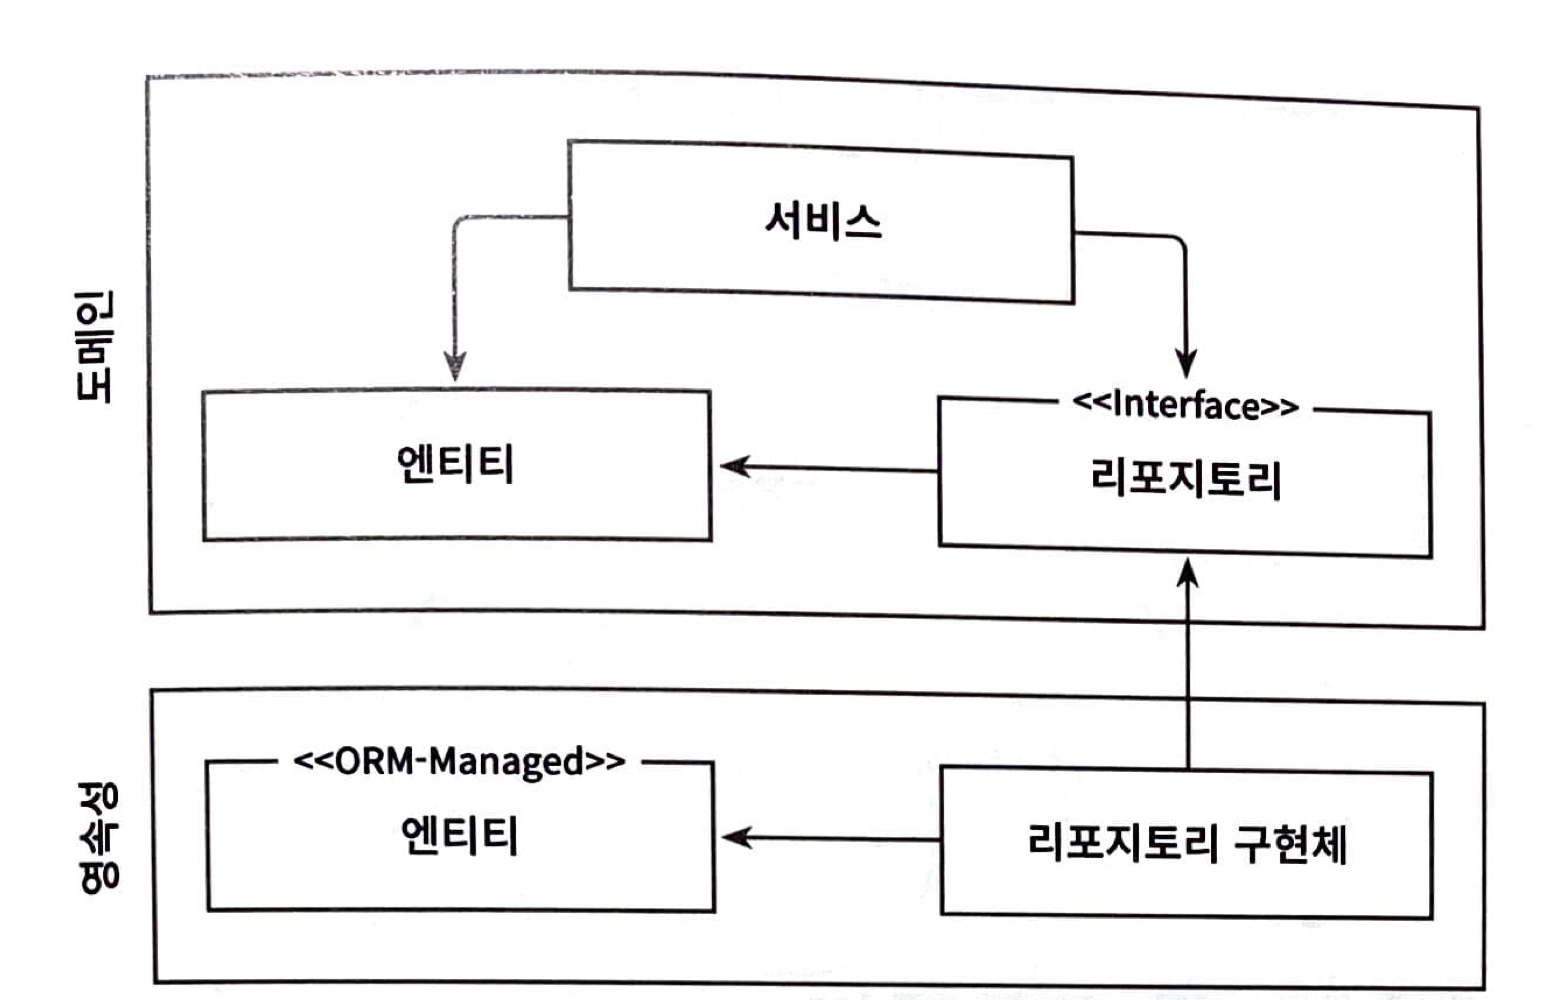 도메인
서비스
엔티티
<<Interface>>
리포지토리
영속성
<<ORM-Managed>>
엔티티
리포지토리 구현체